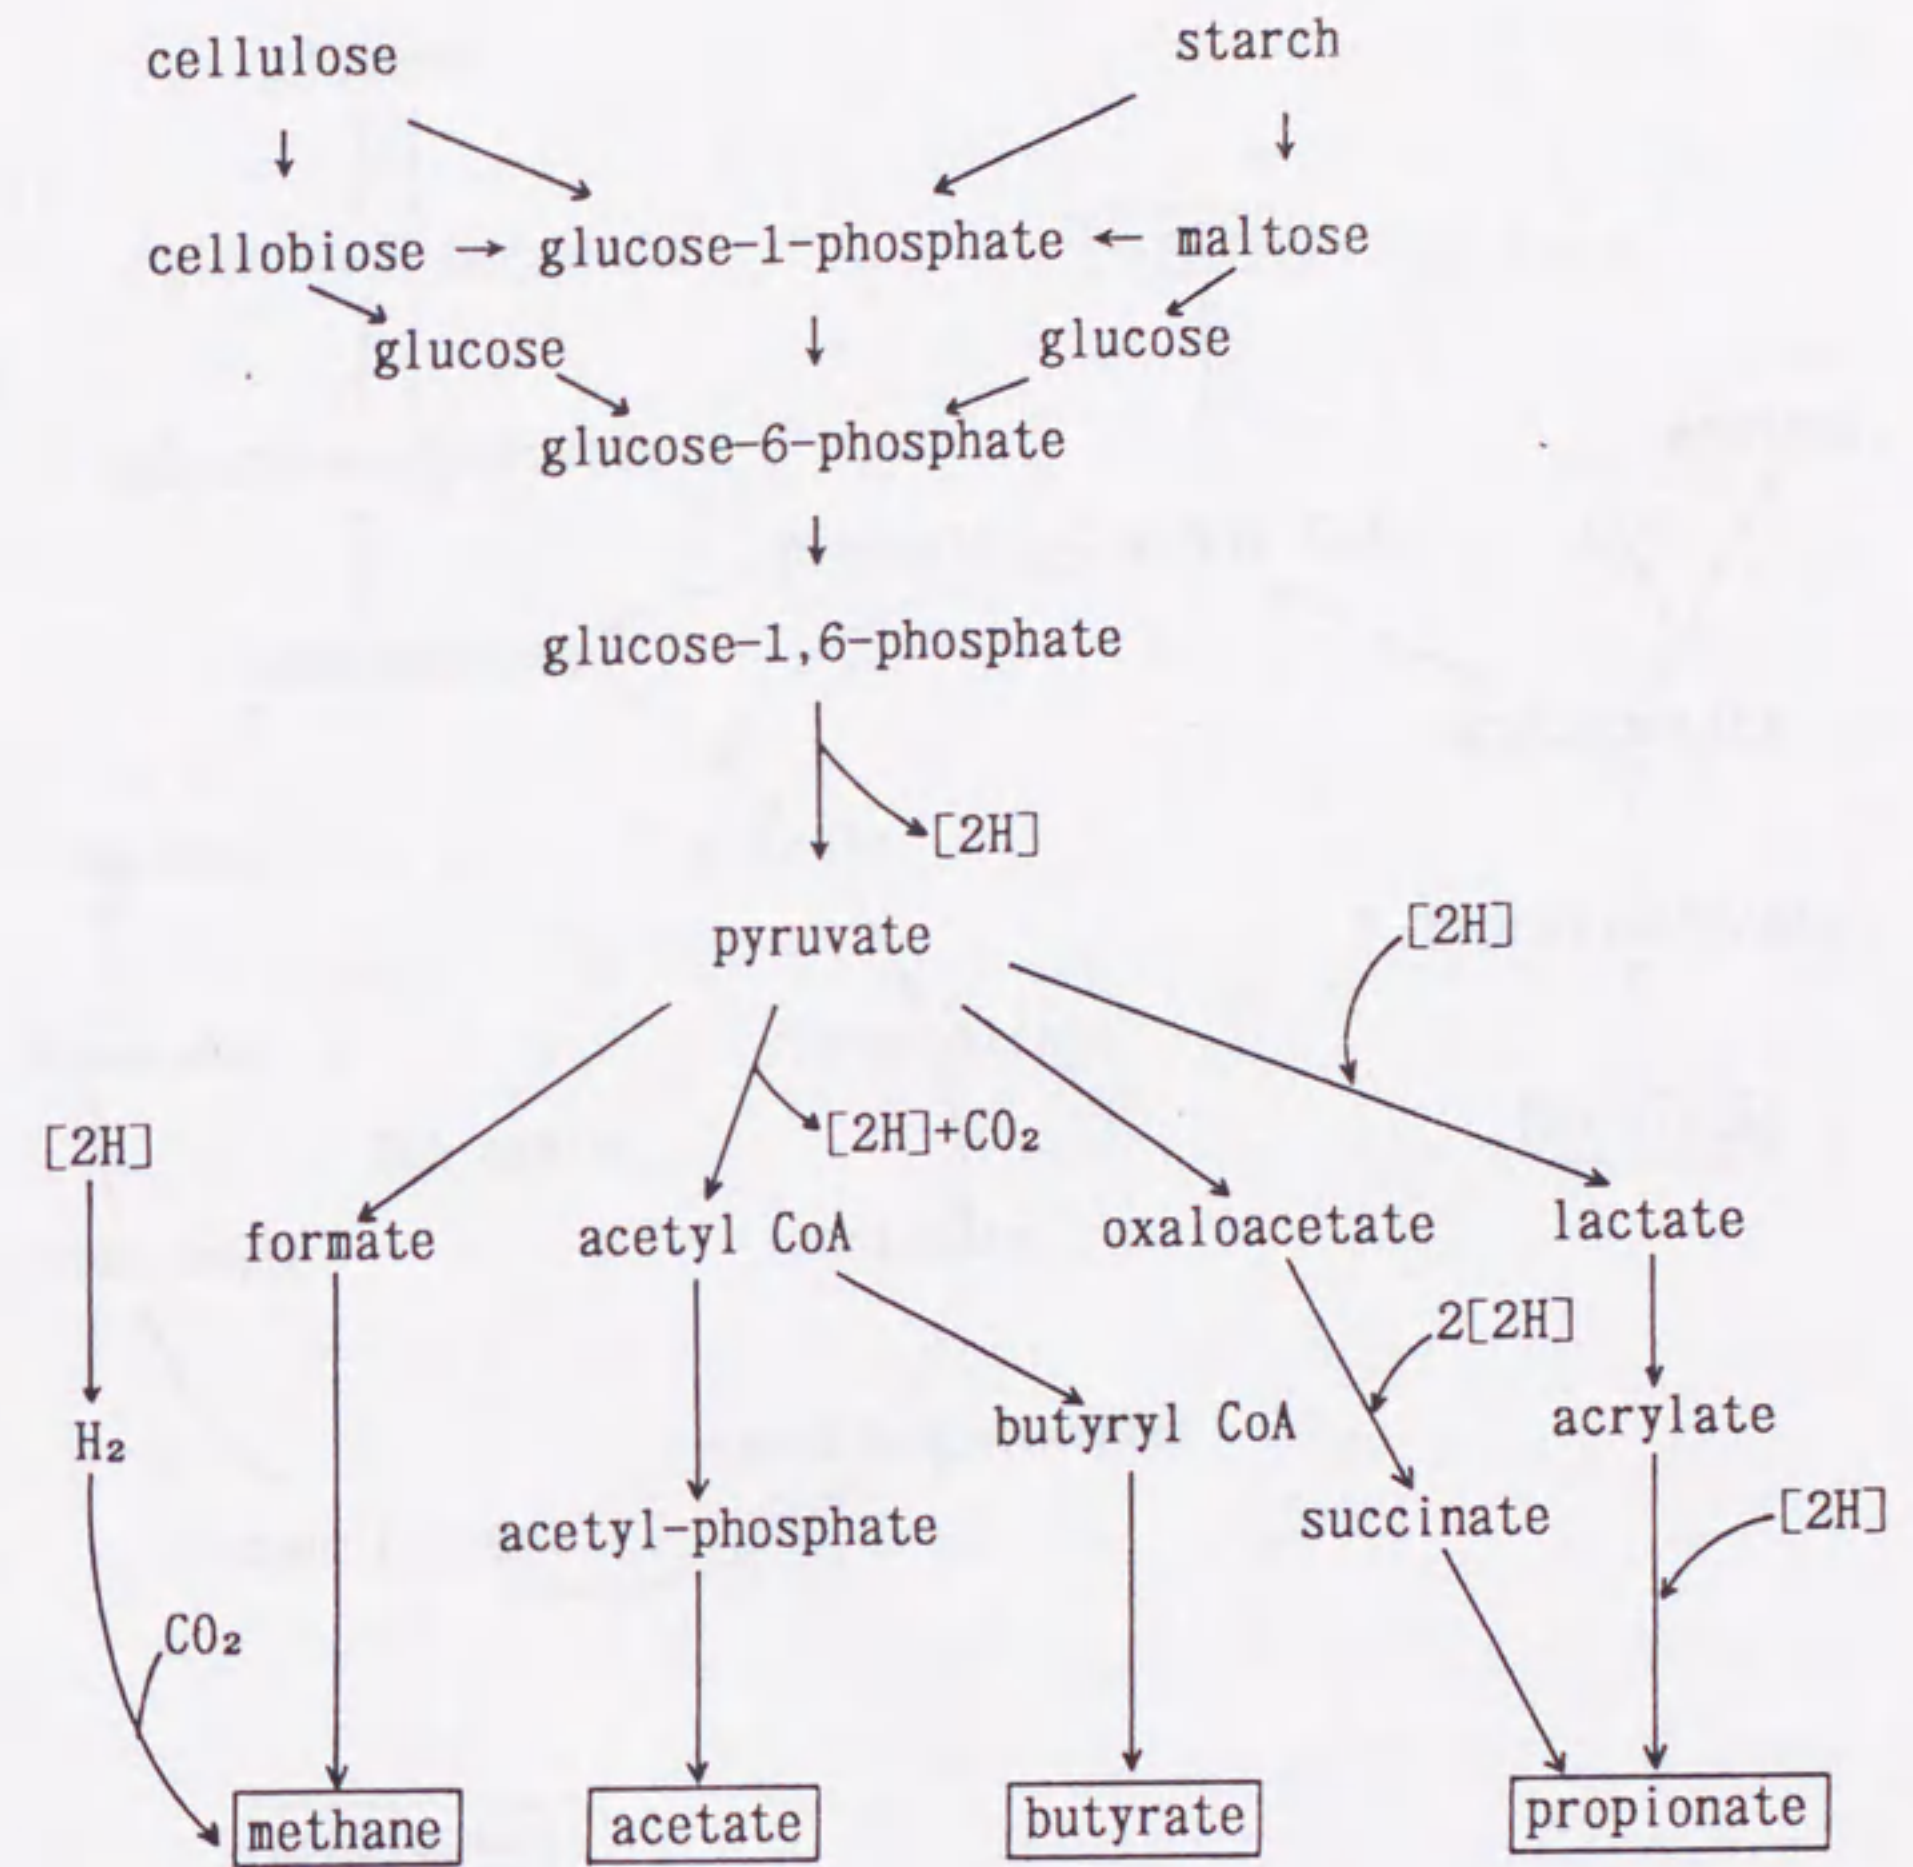 cellulose
starch
cellobiose → glucose-1-phosphate ← maltose
glucose
glucose
glucose-6-phosphate
glucose-1,6-phosphate
[2H]
pyruvate
[2H]
[2H]+CO₂
[2H]
formate
acetyl CoA
oxaloacetate
lactate
2[2H]
H₂
butyryl CoA
acrylate
acetyl-phosphate
succinate
[2H]
CO₂
methane
acetate
butyrate
propionate